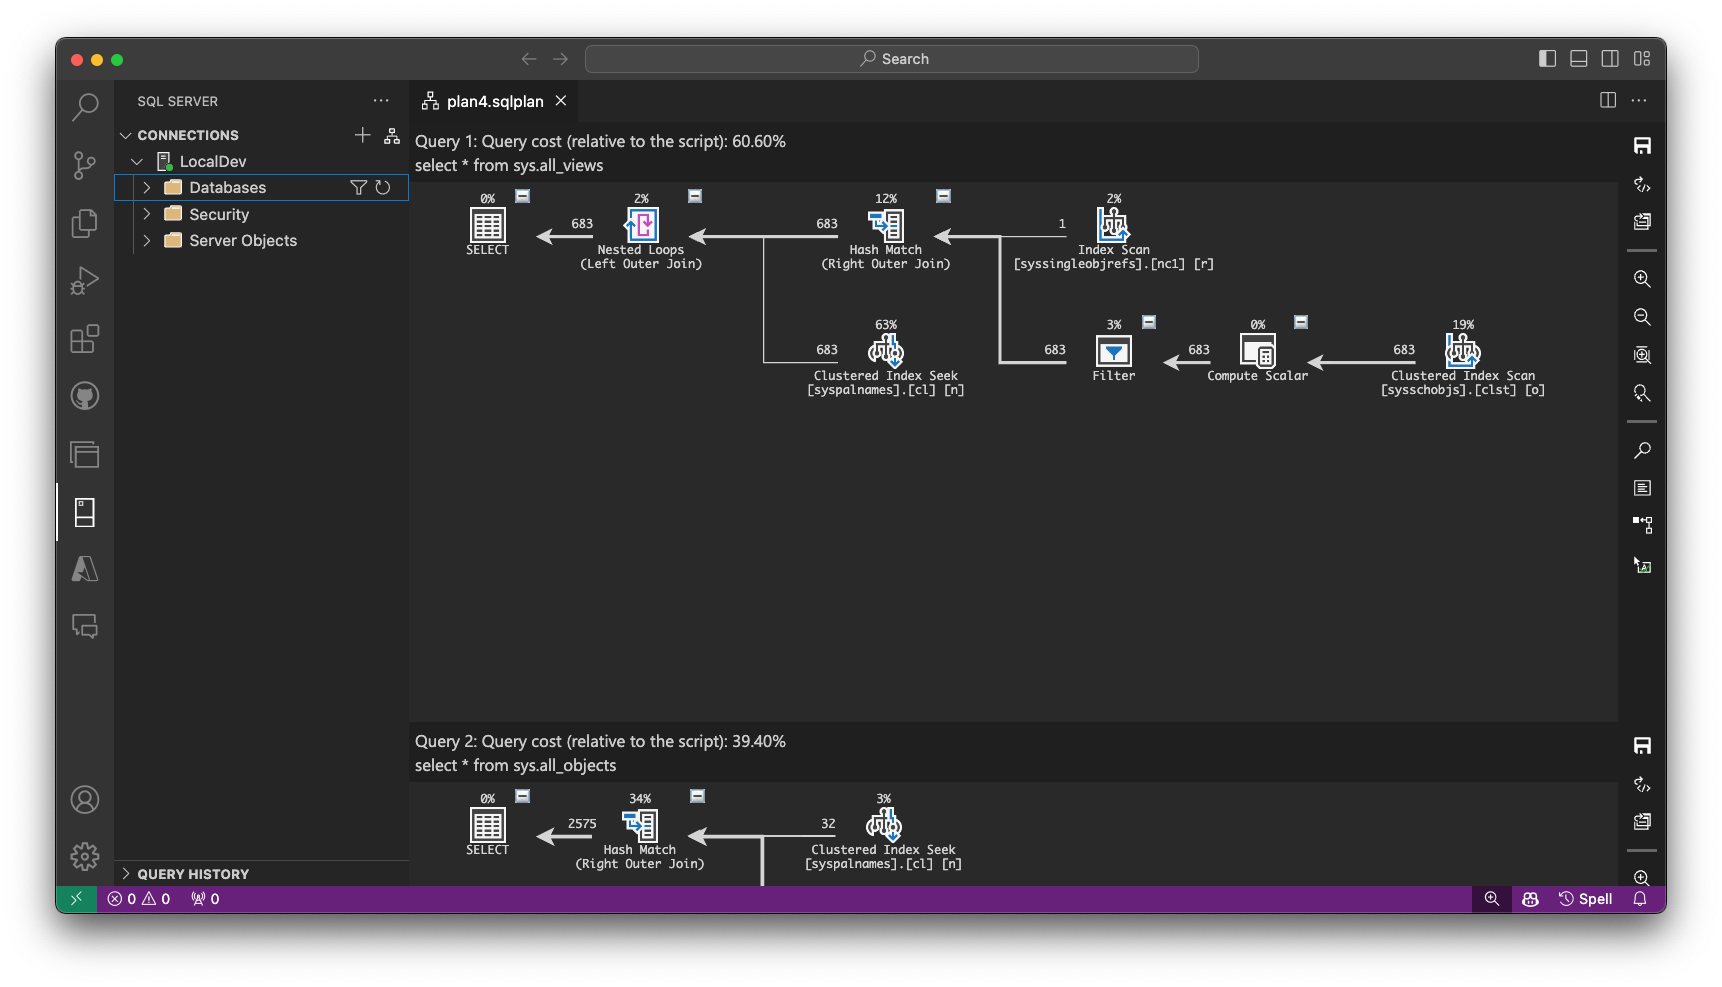 Search
SQL SERVER
CONNECTIONS
LocalDev
Databases
Security
Server Objects
QUERY HISTORY
plan4.sqlplan
Query 1: Query cost (relative to the script): 60.60%
select * from sys.all_views
0%
SELECT
683
2%
Nested Loops
(Left Outer Join)
683
12%
Hash Match
(Right Outer Join)
1
2%
Index Scan
[syssingleobjrefs].[nc1] [r]
683
63%
Clustered Index Seek
[syspalnames].[cl] [n]
683
3%
Filter
683
0%
Compute Scalar
683
19%
Clustered Index Scan
[sysschobjs].[clst] [o]
Query 2: Query cost (relative to the script): 39.40%
select * from sys.all_objects
0%
SELECT
2575
34%
Hash Match
(Right Outer Join)
32
3%
Clustered Index Seek
[syspalnames].[cl] [n]
0 0 0
Spell